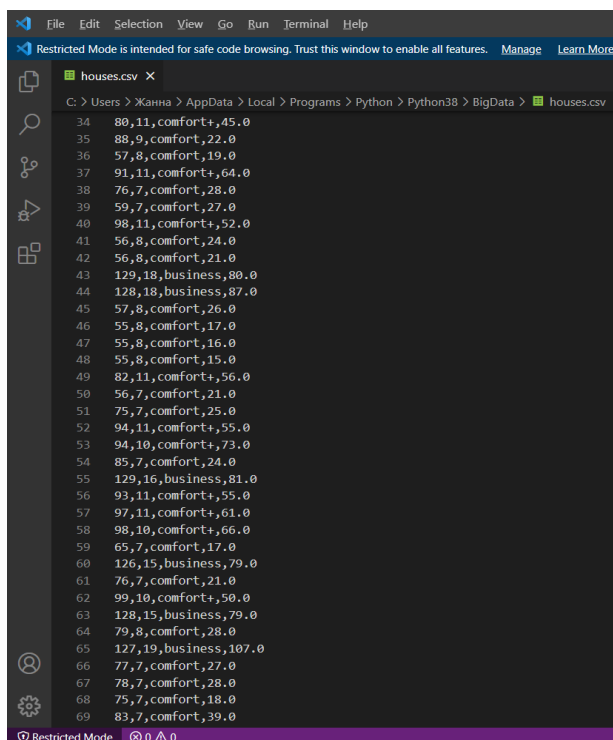 File Edit Selection View Go Run Terminal Help
Restricted Mode is intended for safe code browsing. Trust this window to enable all features. Manage Learn More
houses.csv
C: > Users > Жанна > AppData > Local > Programs > Python > Python38 > BigData > houses.csv
34 80,11,comfort+,45.0
35 88,9,comfort,22.0
36 57,8,comfort,19.0
37 91,11,comfort+,64.0
38 76,7,comfort,28.0
39 59,7,comfort,27.0
40 98,11,comfort+,52.0
41 56,8,comfort,24.0
42 56,8,comfort,21.0
43 129,18,business,80.0
44 128,18,business,87.0
45 57,8,comfort,26.0
46 55,8,comfort,17.0
47 55,8,comfort,16.0
48 55,8,comfort,15.0
49 82,11,comfort+,56.0
50 56,7,comfort,21.0
51 75,7,comfort,25.0
52 94,11,comfort+,55.0
53 94,10,comfort+,73.0
54 85,7,comfort,24.0
55 129,16,business,81.0
56 93,11,comfort+,55.0
57 97,11,comfort+,61.0
58 98,10,comfort+,66.0
59 65,7,comfort,17.0
60 126,15,business,79.0
61 76,7,comfort,21.0
62 99,10,comfort+,50.0
63 128,15,business,79.0
64 79,8,comfort,28.0
65 127,19,business,107.0
66 77,7,comfort,27.0
67 78,7,comfort,28.0
68 75,7,comfort,18.0
69 83,7,comfort,39.0
Restricted Mode 0 0